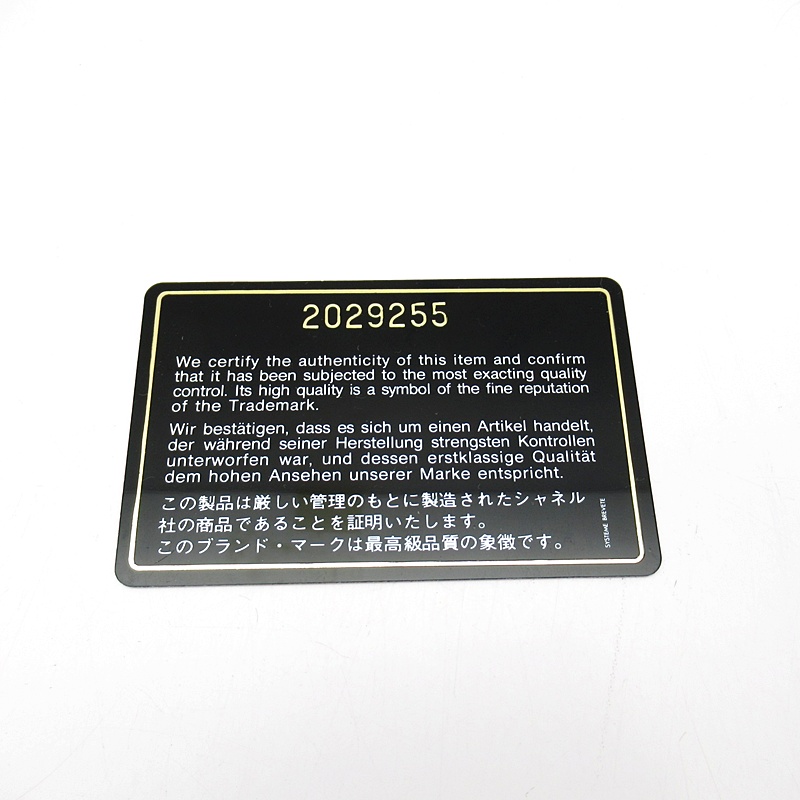 2029255
We certify the authenticity of this item and confirm
that it has been subjected to the most exacting quality
control. Its high quality is a symbol of the fine reputation
of the Trademark.
Wir bestätigen, dass es sich um einen Artikel handelt,
der während seiner Herstellung strengsten Kontrollen
unterworfen war, und dessen erstklassige Qualität
dem hohen Ansehen unserer Marke entspricht.
この製品は厳しい管理のもとに製造されたシャネル
社の商品であることを証明いたします。
このブランド・マークは最高級品質の象徴です。
SYSTEME BREVETE